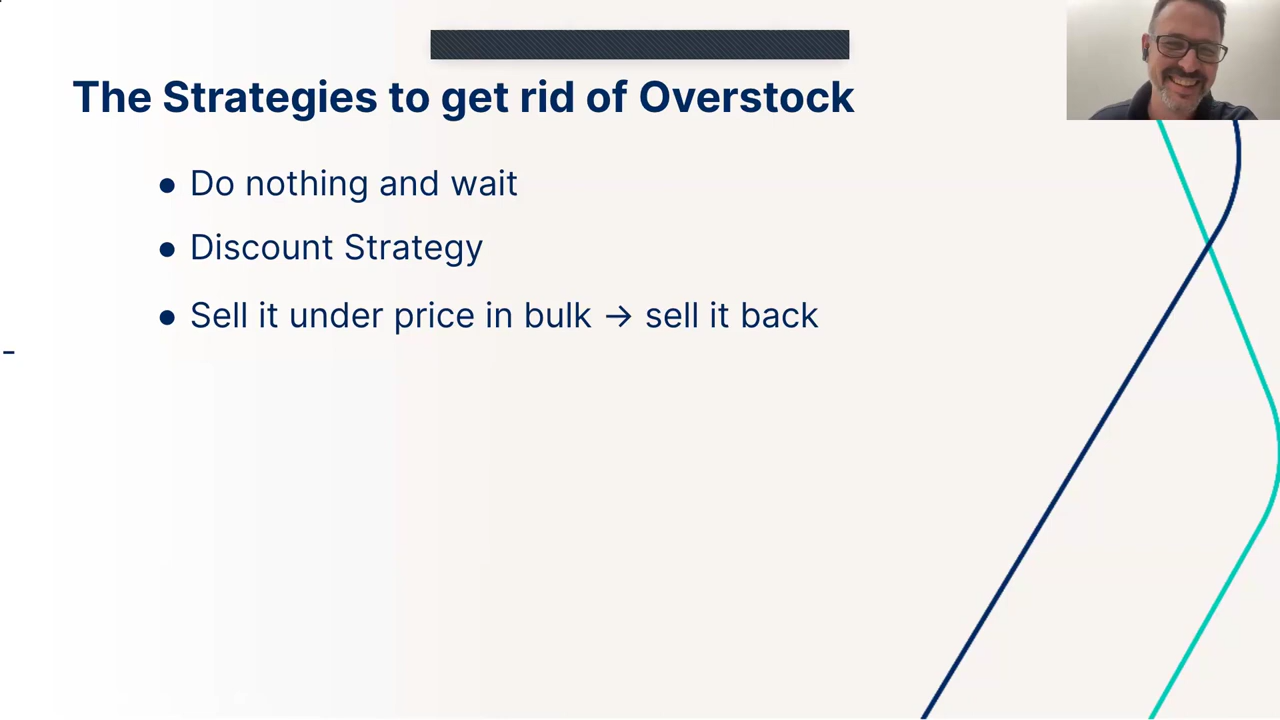 The Strategies to get rid of Overstock
● Do nothing and wait
● Discount Strategy
● Sell it under price in bulk → sell it back
-